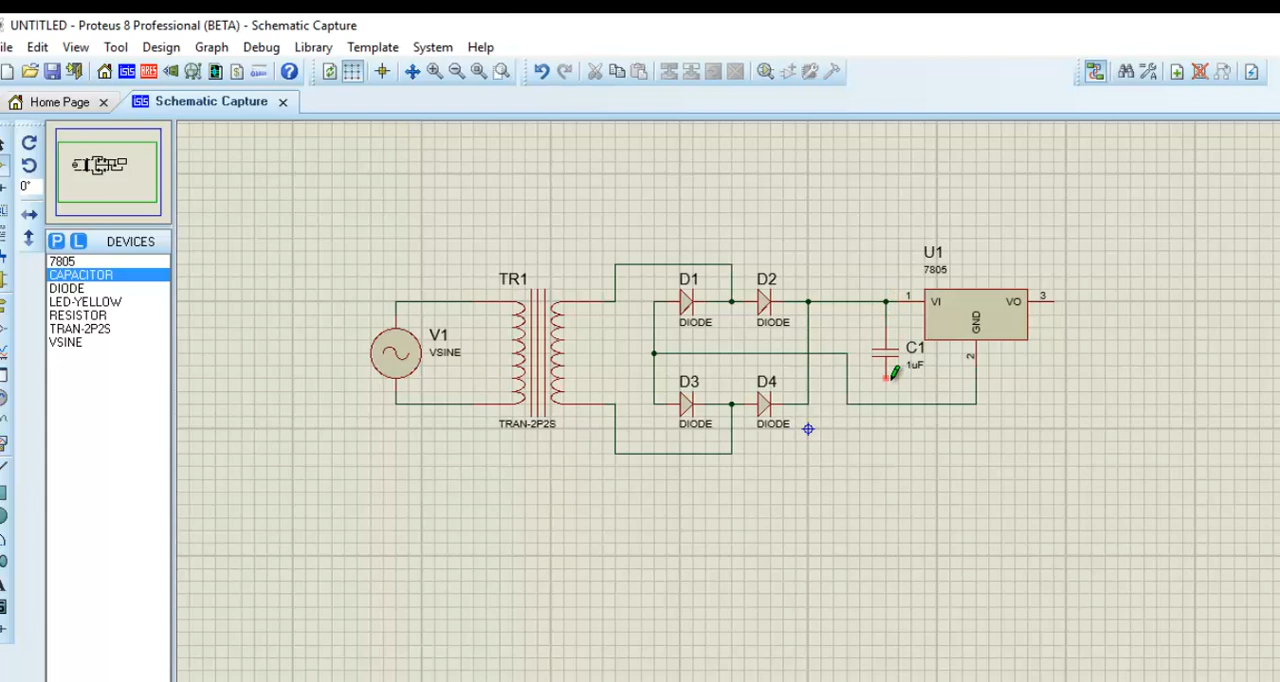 UNTITLED - Proteus 8 Professional (BETA) - Schematic Capture
ile Edit View Tool Design Graph Debug Library Template System Help
Home Page Schematic Capture
0°
P L DEVICES
7805
CAPACITOR
DIODE
LED-YELLOW
RESISTOR
TRAN-2P2S
VSINE
V1
VSINE
TR1
TRAN-2P2S
D1
DIODE
D2
DIODE
D3
DIODE
D4
DIODE
C1
1uF
U1
7805
1
VI
VO
3
GND
2